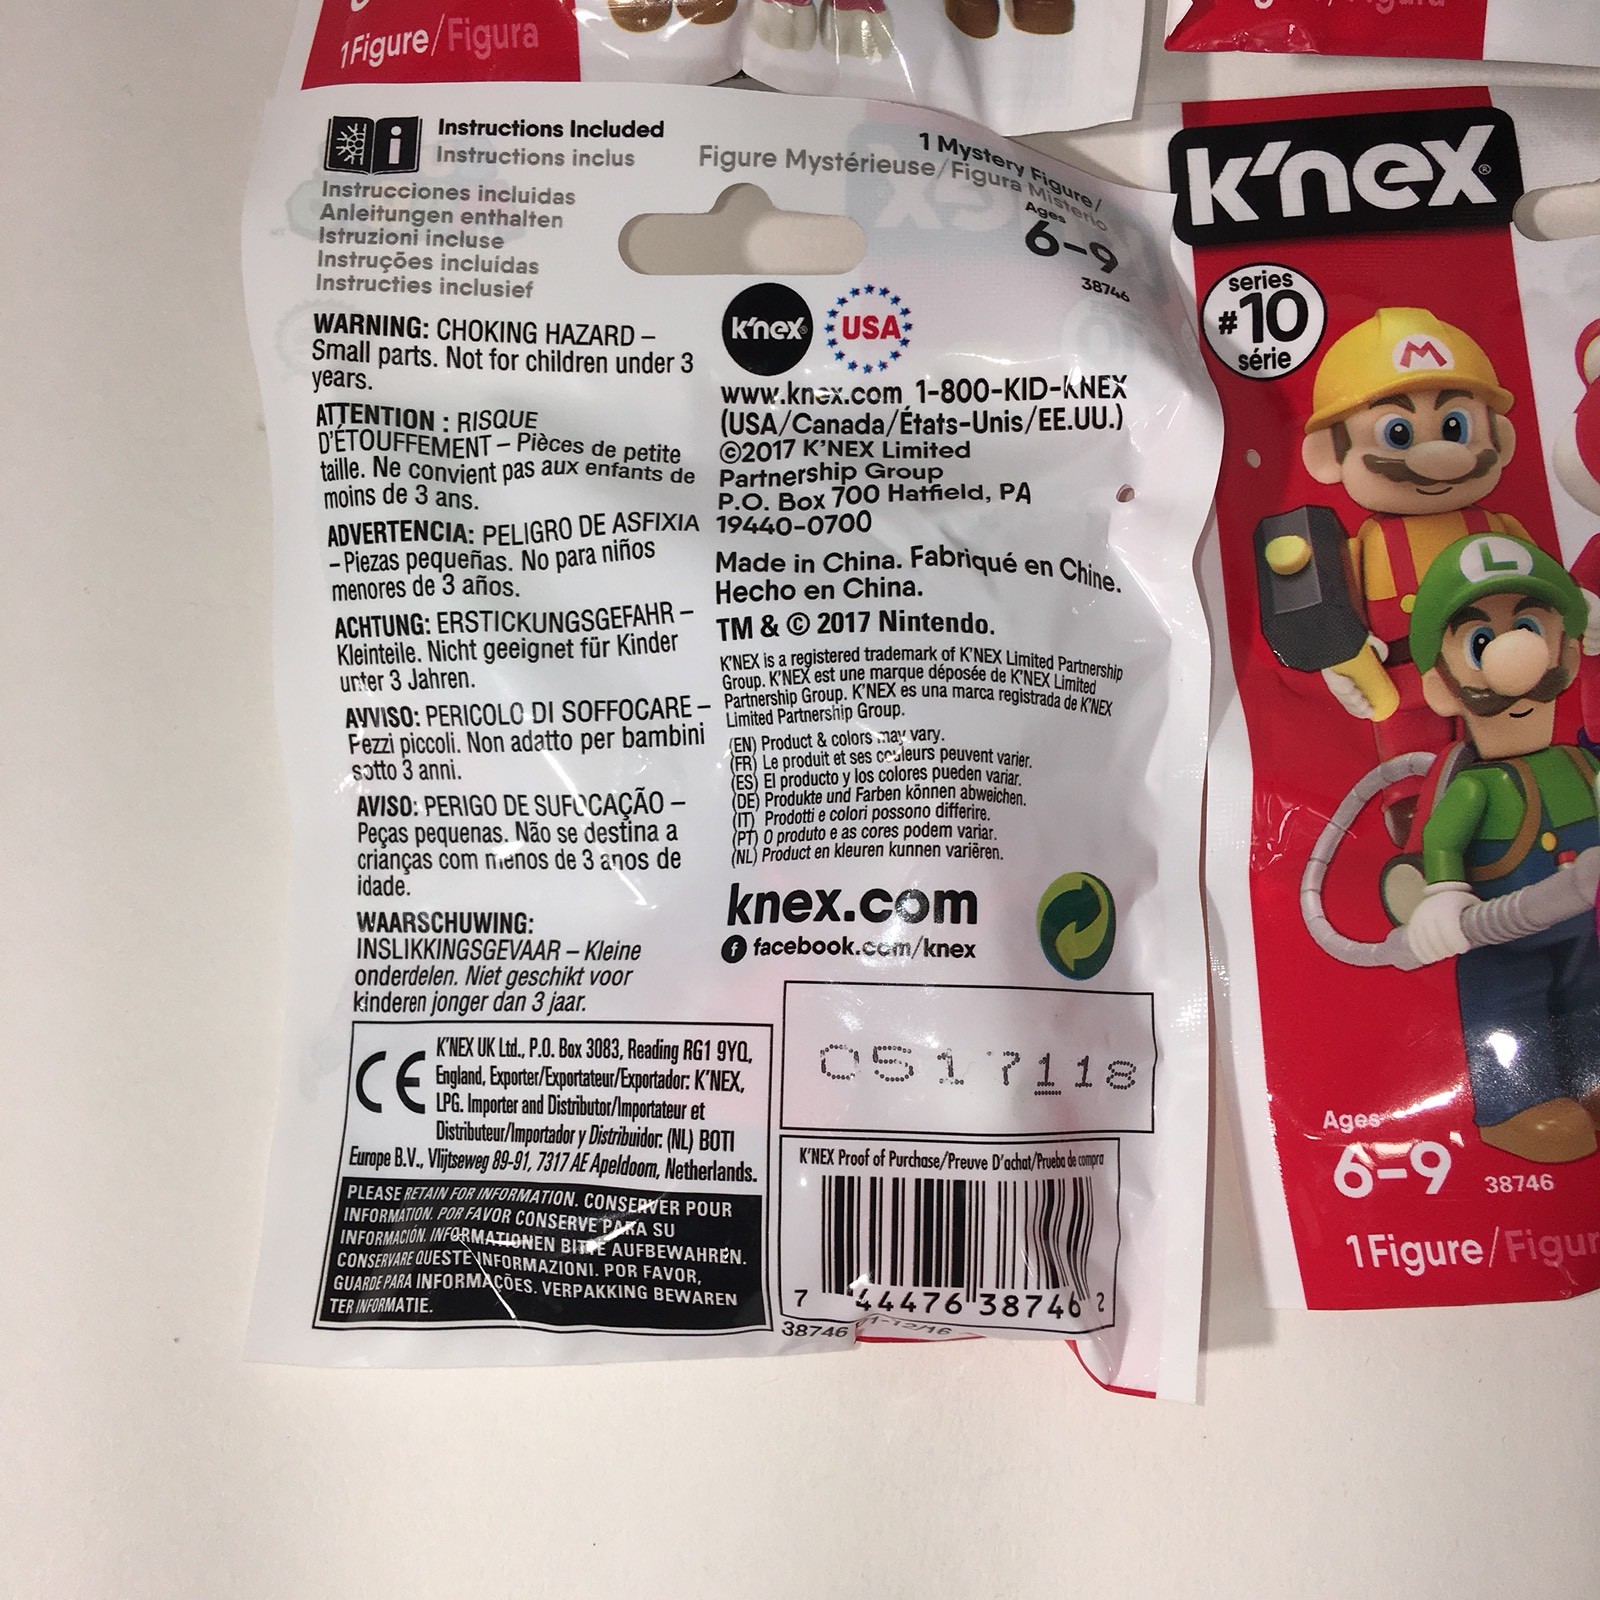 1 Figure/Figura
Instructions Included
Instructions inclus
Instrucciones incluidas
Anleitungen enthalten
Istruzioni incluse
Instruções incluídas
Instructies inclusief
1 Mystery Figure/
Figure Mystérieuse/Figura Misterio
Ages
6-9
38746
WARNING: CHOKING HAZARD –
Small parts. Not for children under 3
years.
ATTENTION : RISQUE
D'ÉTOUFFEMENT – Pièces de petite
taille. Ne convient pas aux enfants de
moins de 3 ans.
ADVERTENCIA: PELIGRO DE ASFIXIA
– Piezas pequeñas. No para niños
menores de 3 años.
ACHTUNG: ERSTICKUNGSGEFAHR –
Kleinteile. Nicht geeignet für Kinder
unter 3 Jahren.
AVVISO: PERICOLO DI SOFFOCARE –
Pezzi piccoli. Non adatto per bambini
sotto 3 anni.
AVISO: PERIGO DE SUFOCAÇÃO –
Peças pequenas. Não se destina a
crianças com menos de 3 anos de
idade.
WAARSCHUWING:
INSLIKKINGSGEVAAR – Kleine
onderdelen. Niet geschikt voor
kinderen jonger dan 3 jaar.
k'nex®
USA
www.knex.com 1-800-KID-KNEX
(USA/Canada/États-Unis/EE.UU.)
©2017 K'NEX Limited
Partnership Group
P.O. Box 700 Hatfield, PA
19440-0700
Made in China. Fabriqué en Chine.
Hecho en China.
TM & © 2017 Nintendo.
K'NEX is a registered trademark of K'NEX Limited Partnership
Group. K'NEX est une marque déposée de K'NEX Limited
Partnership Group. K'NEX es una marca registrada de K'NEX
Limited Partnership Group.
(EN) Product & colors may vary.
(FR) Le produit et ses couleurs peuvent varier.
(ES) El producto y los colores pueden variar.
(DE) Produkte und Farben können abweichen.
(IT) Prodotti e colori possono differire.
(PT) O produto e as cores podem variar.
(NL) Product en kleuren kunnen variëren.
knex.com
f facebook.com/knex
CE
K'NEX UK Ltd., P.O. Box 3083, Reading RG1 9YQ,
England, Exporter/Exportateur/Exportador: K'NEX,
LPG. Importer and Distributor/Importateur et
Distributeur/Importador y Distribuidor: (NL) BOTI
Europe B.V., Vlijtseweg 89-91, 7317 AE Apeldoorn, Netherlands.
PLEASE RETAIN FOR INFORMATION. CONSERVER POUR
INFORMATION. POR FAVOR CONSERVE PARA SU
INFORMACIÓN. INFORMATIONEN BITTE AUFBEWAHREN.
CONSERVARE QUESTE INFORMAZIONI. POR FAVOR,
GUARDE PARA INFORMAÇÕES. VERPAKKING BEWAREN
TER INFORMATIE.
0517118
K'NEX Proof of Purchase/Preuve D'achat/Prueba de compra
7 44476 38746 2
38746 01-12/16
k'nex®
series
#10
série
M
L
Ages
6-9
38746
1 Figure/Figur